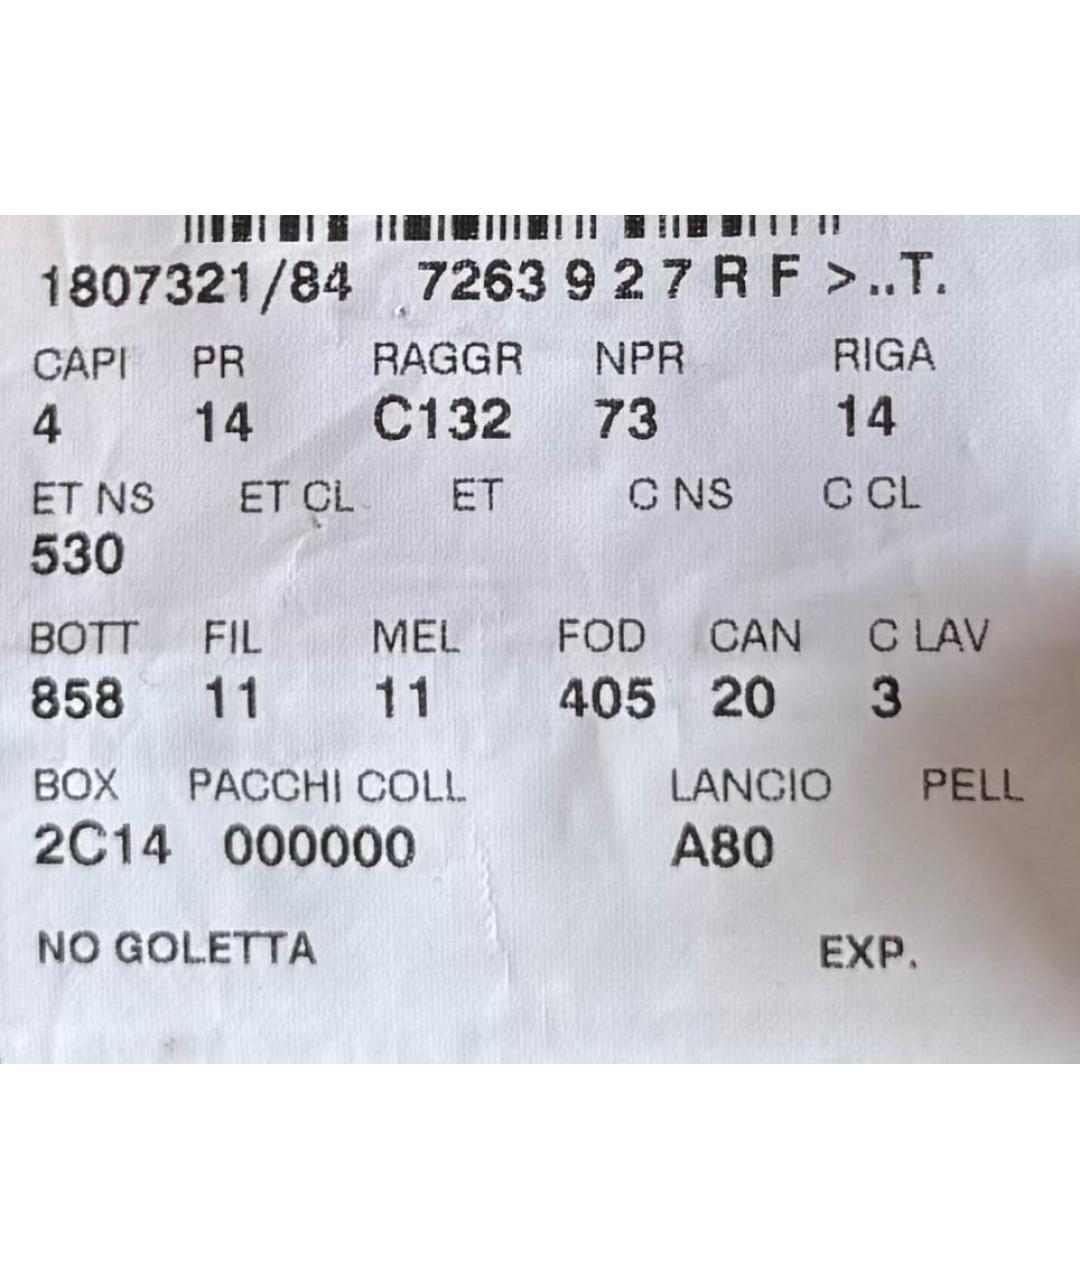 1807321/84 7263 9 2 7 R F >..T.
CAPI PR RAGGR NPR RIGA
4 14 C132 73 14
ET NS ET CL ET C NS C CL
530
BOTT FIL MEL FOD CAN C LAV
858 11 11 405 20 3
BOX PACCHI COLL LANCIO PELL
2C14 000000 A80
NO GOLETTA EXP.